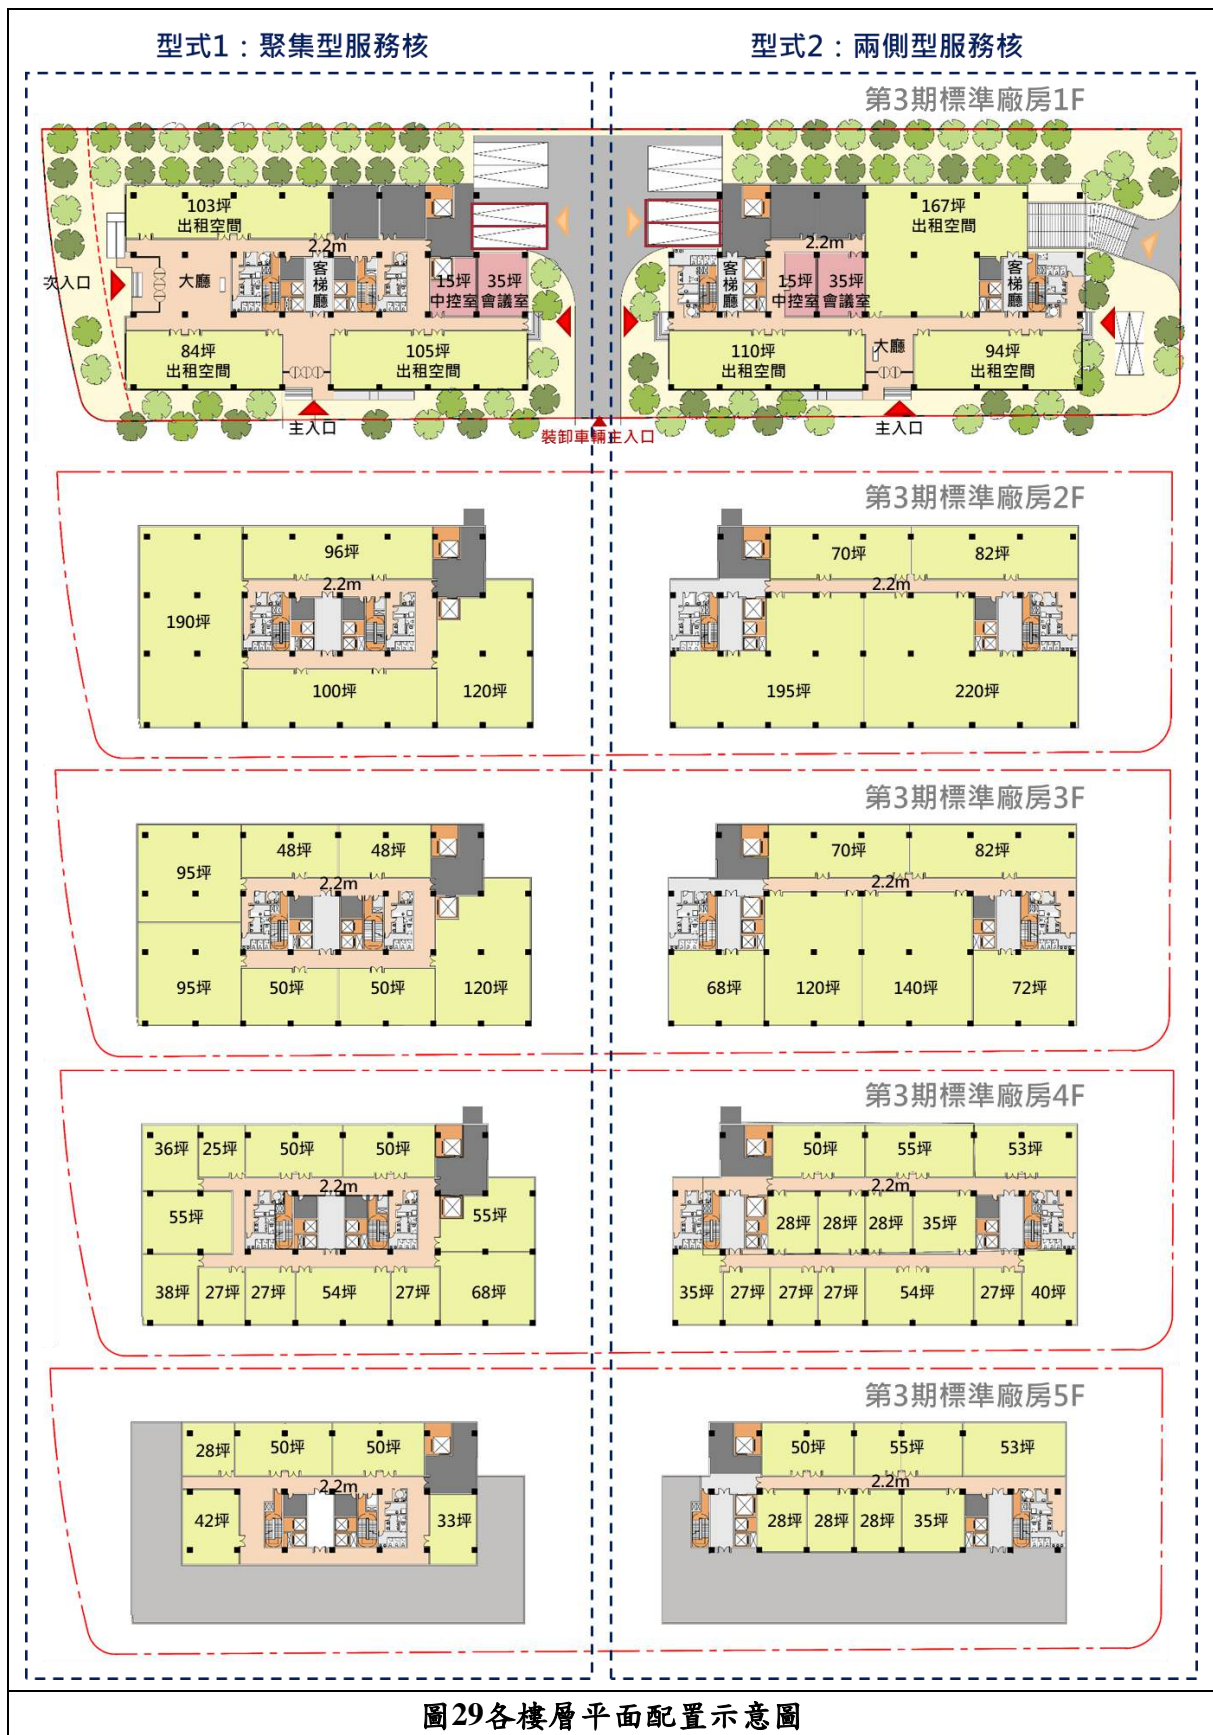 型式1：聚集型服務核
型式2：兩側型服務核
第3期標準廠房1F
103坪
出租空間
2.2m
客梯廳
大廳
次入口
15坪
中控室
35坪
會議室
84坪
出租空間
105坪
出租空間
主入口
裝卸車輛主入口
167坪
出租空間
2.2m
客梯廳
15坪
中控室
35坪
會議室
客梯廳
110坪
出租空間
大廳
94坪
出租空間
主入口
第3期標準廠房2F
96坪
2.2m
190坪
100坪
120坪
70坪
82坪
2.2m
195坪
220坪
第3期標準廠房3F
95坪
48坪
48坪
2.2m
95坪
50坪
50坪
120坪
70坪
82坪
2.2m
68坪
120坪
140坪
72坪
第3期標準廠房4F
36坪
25坪
50坪
50坪
2.2m
55坪
55坪
38坪
27坪
27坪
54坪
27坪
68坪
50坪
55坪
53坪
2.2m
28坪
28坪
28坪
35坪
35坪
27坪
27坪
27坪
54坪
27坪
40坪
第3期標準廠房5F
28坪
50坪
50坪
2.2m
42坪
33坪
50坪
55坪
53坪
2.2m
28坪
28坪
28坪
35坪
圖29各樓層平面配置示意圖